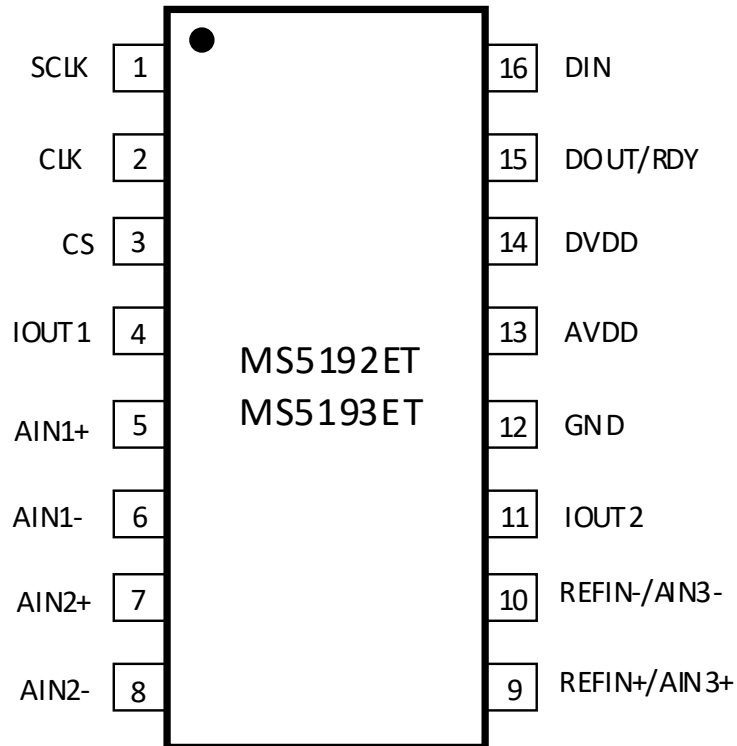 SCLK 1 16 DIN
CLK 2 15 DOUT/RDY
CS 3 14 DVDD
IOUT1 4 13 AVDD
MS5192ET
MS5193ET
AIN1+ 5 12 GND
AIN1- 6 11 IOUT2
AIN2+ 7 10 REFIN-/AIN3-
AIN2- 8 9 REFIN+/AIN3+